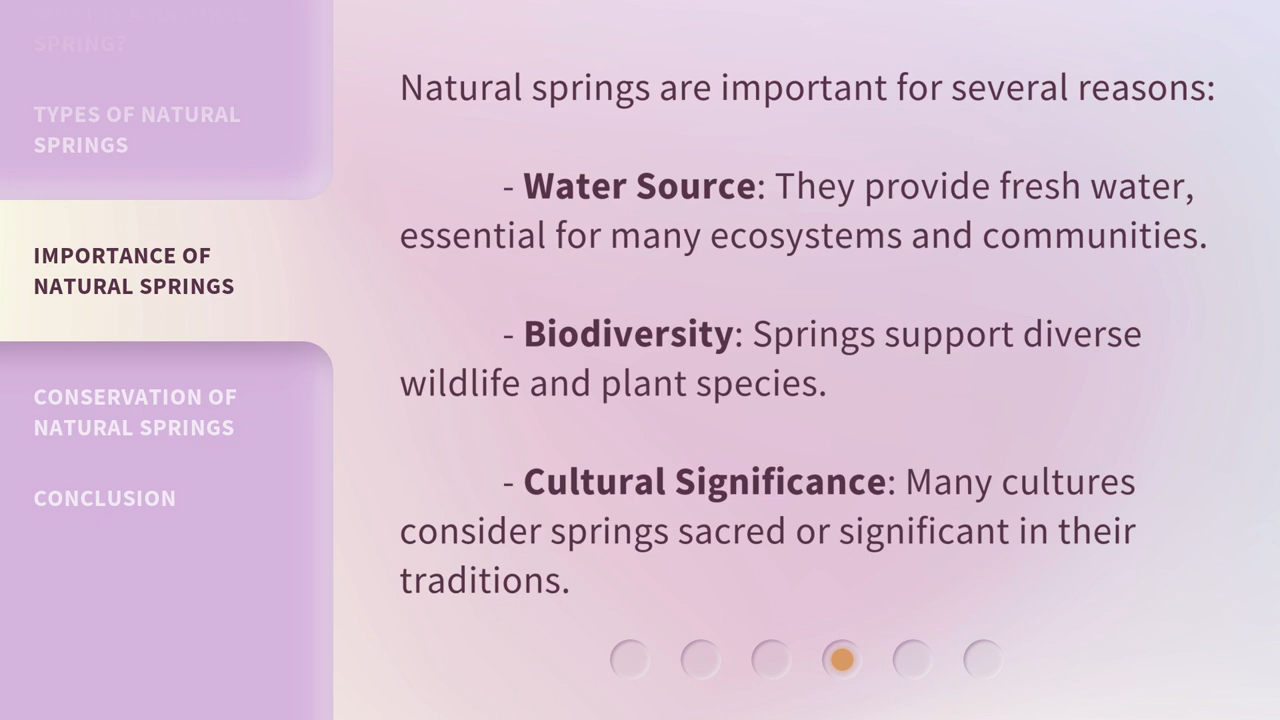 SPRING?
TYPES OF NATURAL
SPRINGS
IMPORTANCE OF
NATURAL SPRINGS
CONSERVATION OF
NATURAL SPRINGS
CONCLUSION
Natural springs are important for several reasons:
- Water Source: They provide fresh water,
essential for many ecosystems and communities.
- Biodiversity: Springs support diverse
wildlife and plant species.
- Cultural Significance: Many cultures
consider springs sacred or significant in their
traditions.